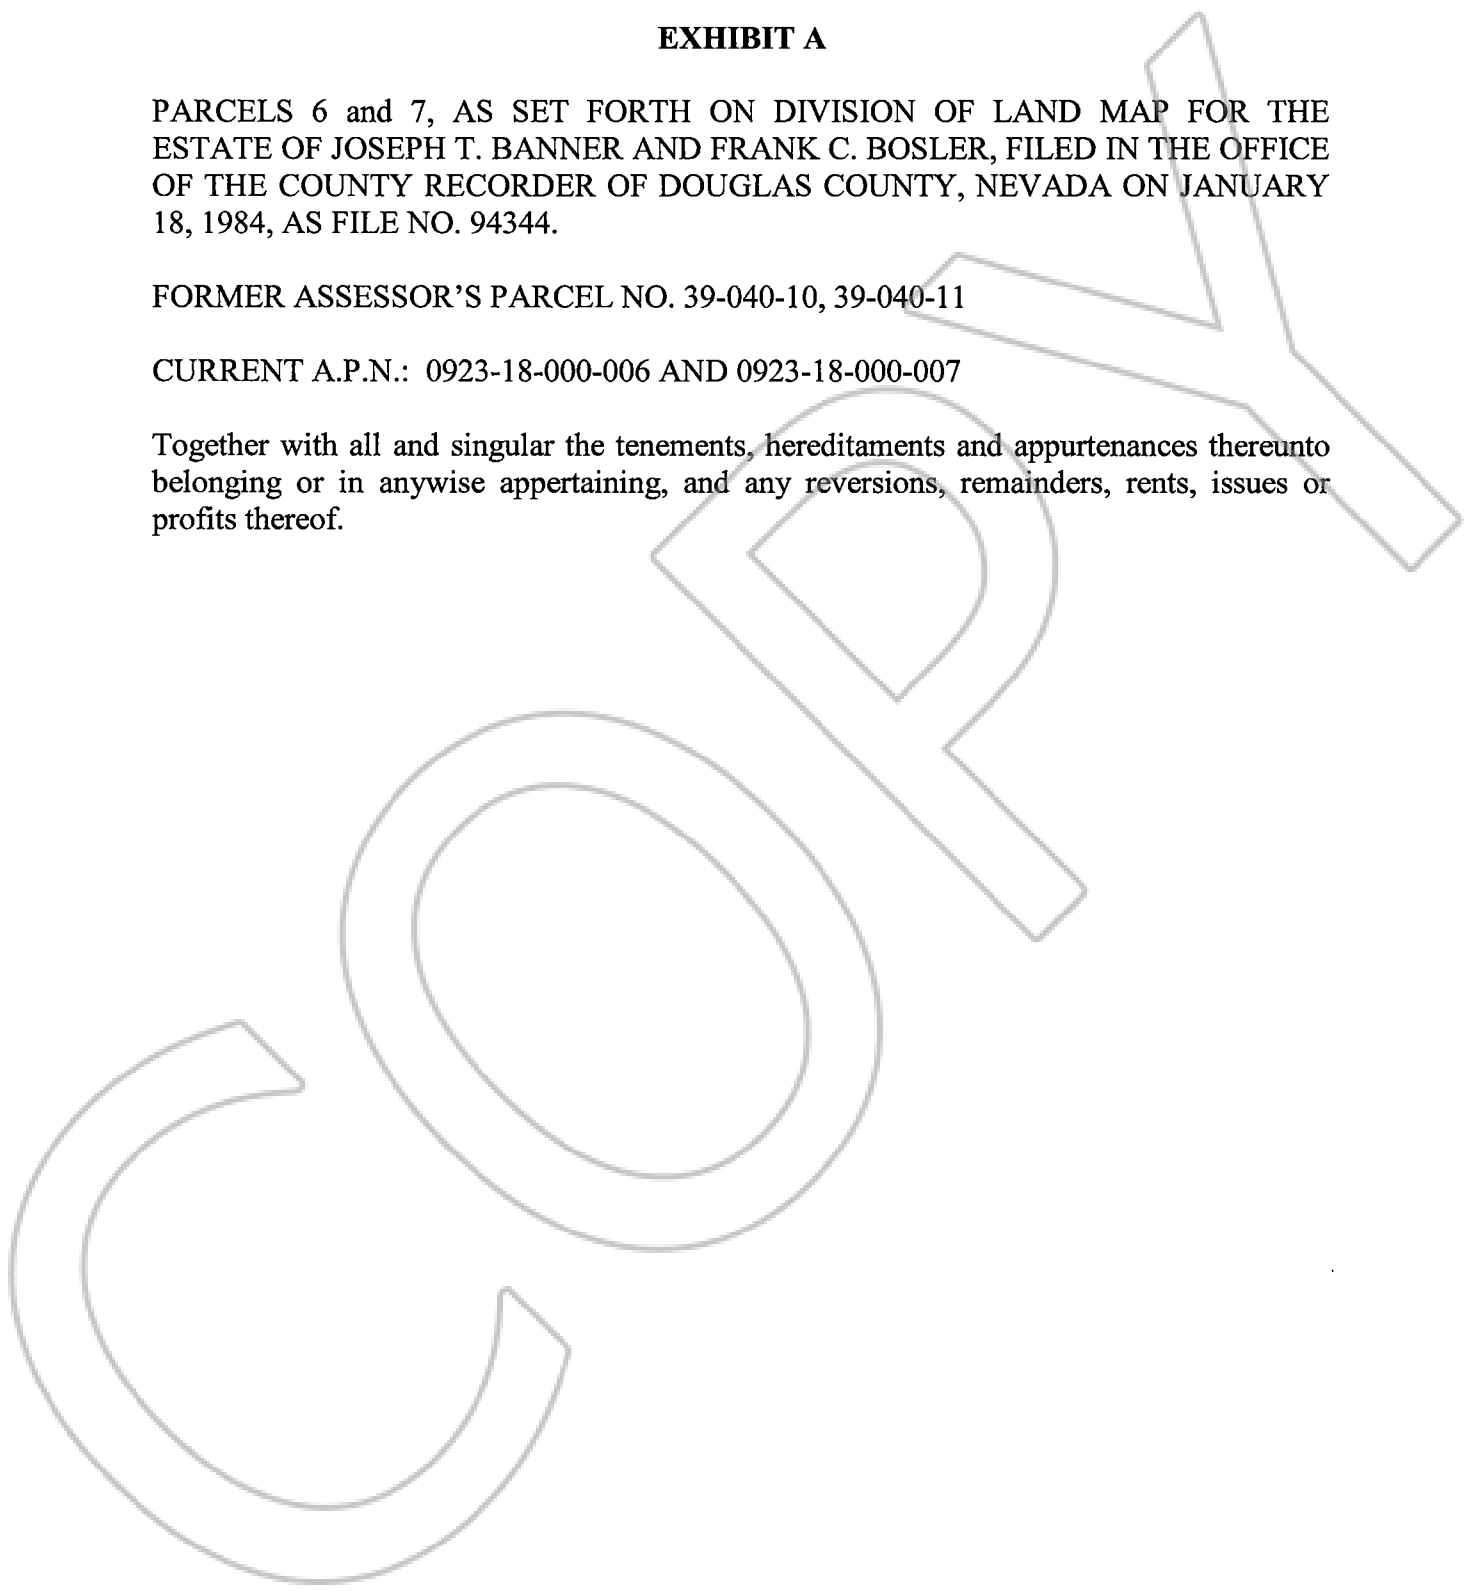 EXHIBIT A
PARCELS 6 and 7, AS SET FORTH ON DIVISION OF LAND MAP FOR THE
ESTATE OF JOSEPH T. BANNER AND FRANK C. BOSLER, FILED IN THE OFFICE
OF THE COUNTY RECORDER OF DOUGLAS COUNTY, NEVADA ON JANUARY
18, 1984, AS FILE NO. 94344.
FORMER ASSESSOR'S PARCEL NO. 39-040-10, 39-040-11
CURRENT A.P.N.: 0923-18-000-006 AND 0923-18-000-007
Together with all and singular the tenements, hereditaments and appurtenances thereunto
belonging or in anywise appertaining, and any reversions, remainders, rents, issues or
profits thereof.
COPY